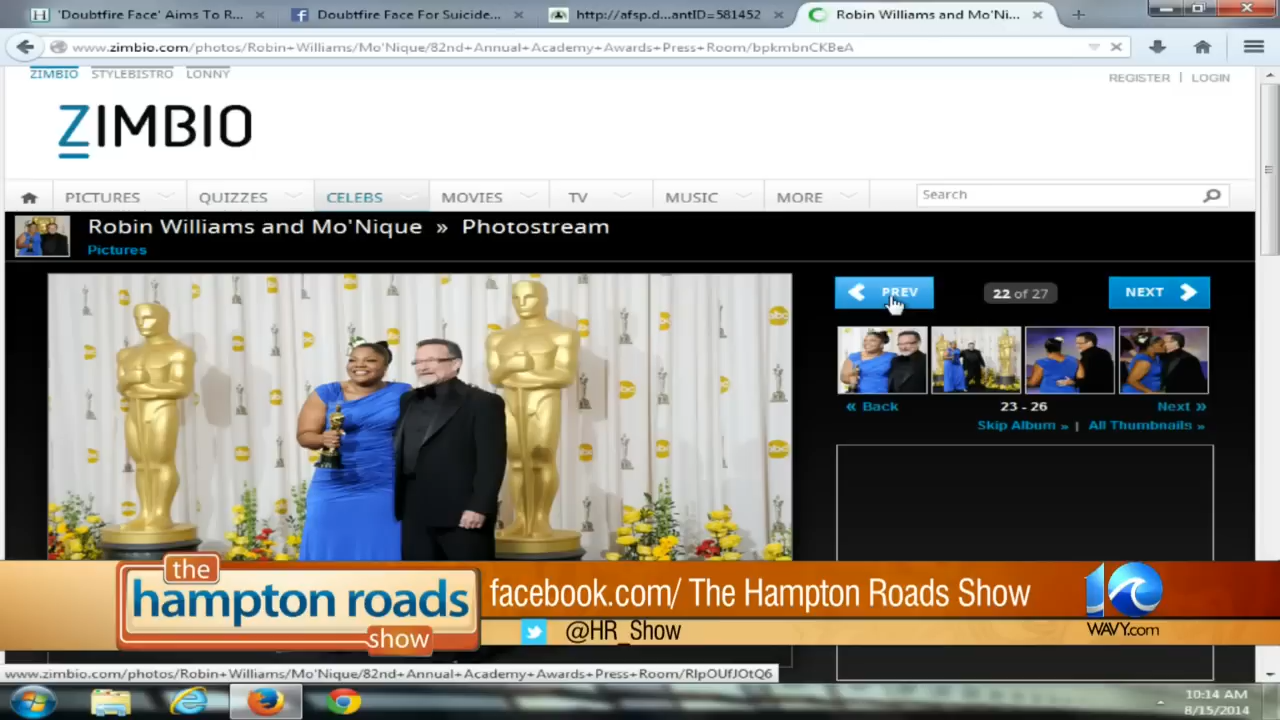 'Doubtfire Face' Aims To R...
Doubtfire Face For Suicide...
http://afsp.d...antID=581452
Robin Williams and Mo'Ni...
www.zimbio.com/photos/Robin+Williams/Mo'Nique/82nd+Annual+Academy+Awards+Press+Room/bpkmbnCKBeA
ZIMBIO STYLEBISTRO LONNY
REGISTER | LOGIN
ZIMBIO
PICTURES QUIZZES CELEBS MOVIES TV MUSIC MORE
Search
Robin Williams and Mo'Nique » Photostream
Pictures
PREV 22 of 27 NEXT
abc
« Back 23 - 26 Next »
Skip Album » | All Thumbnails »
the
hampton roads
show
facebook.com/ The Hampton Roads Show
@HR_Show
10
WAVY.com
www.zimbio.com/photos/Robin+Williams/Mo'Nique/82nd+Annual+Academy+Awards+Press+Room/RlpOUfJOtQ6
10:14 AM
8/15/2014